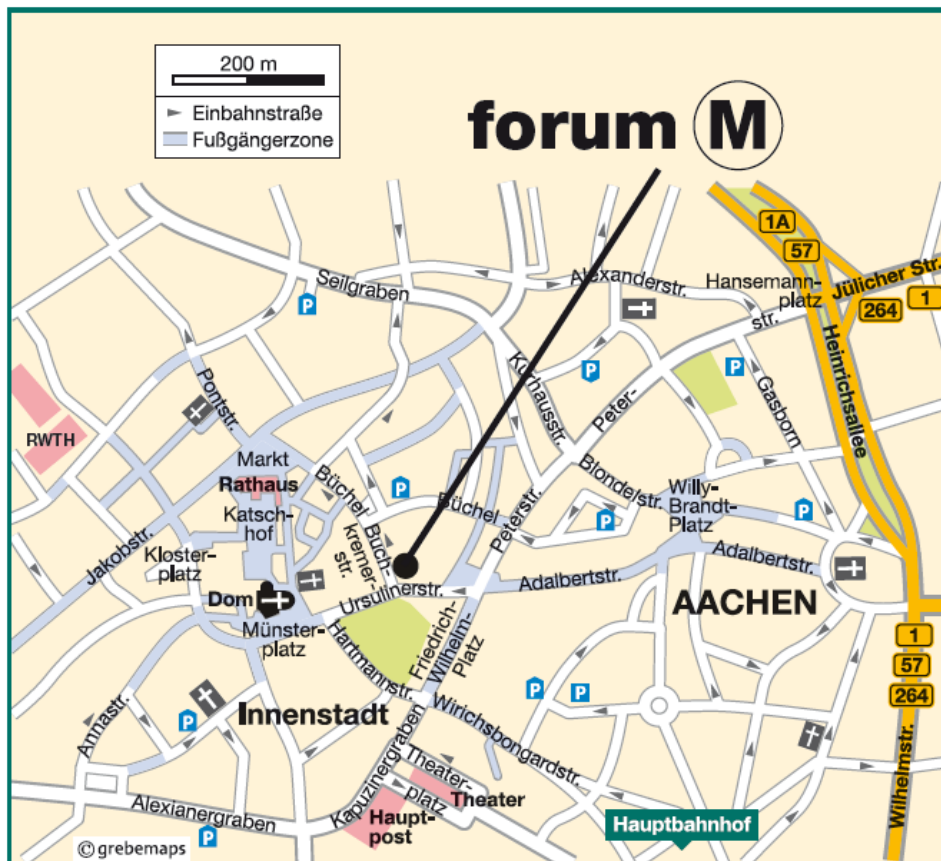 200 m
Einbahnstraße
Fußgängerzone
forum M
1A
57
Hansemann-
platz
Jülicher Str.
264
1
Seilgraben
P
Alexanderstr.
Peter-
str.
Heinrichsallee
Korhausstr.
P
P
Gasborn
Pontstr.
RWTH
Markt
Rathaus
Katsch-
hof
Büchel
P
Büchel
Peterstr.
Blondelstr.
Willy-
Brandt-
Platz
P
P
Jakobstr.
Kloster-
platz
Buch-
kremer-
str.
Ursulinerstr.
Adalbertstr.
Adalbertstr.
Dom
Münster-
platz
AACHEN
Hartmannstr.
Friedrich-
Wilhelm-
Platz
1
57
264
Annastr.
P
Innenstadt
P
P
Wirichsbongardstr.
Kapuzinergraben
Theater-
platz
Theater
Haupt-
post
Hauptbahnhof
Wilhelmstr.
Alexianergraben
P
© grebemaps